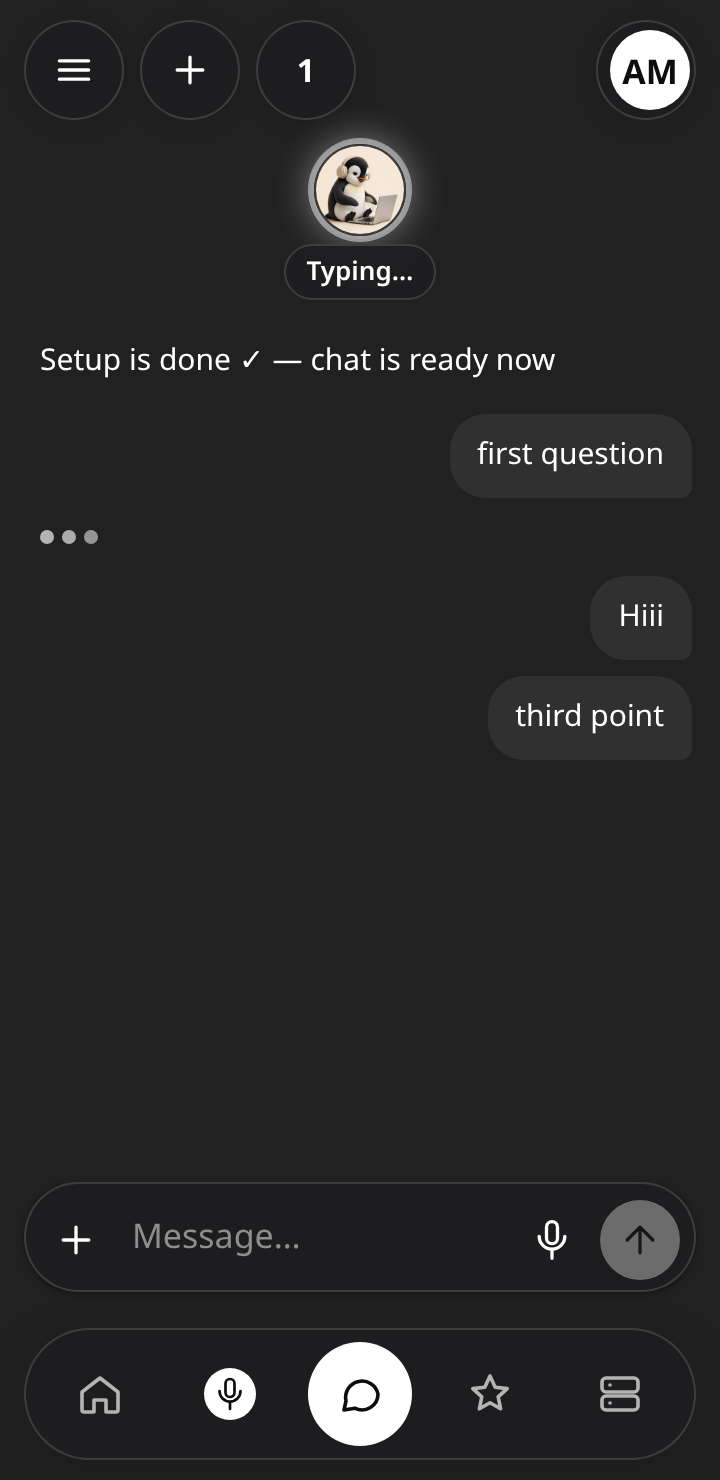 1
AM
Typing...
Setup is done ✓ — chat is ready now
first question
Hiii
third point
Message...